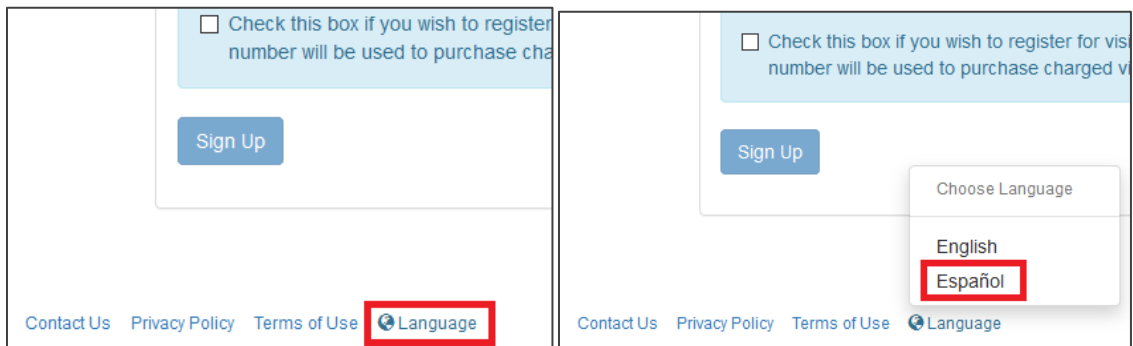 Check this box if you wish to register
number will be used to purchase cha
Sign Up
Contact Us Privacy Policy Terms of Use Language
Check this box if you wish to register for visi
number will be used to purchase charged vi
Sign Up
Choose Language
English
Español
Contact Us Privacy Policy Terms of Use Language